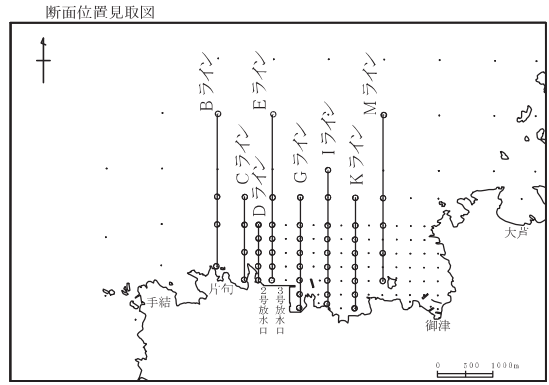 断面位置見取図
Bライン
Cライン
Dライン
Eライン
Gライン
Iライン
Kライン
Mライン
大芦
手結
片句
2号放水口
3号放水口
御津
0 500 1000m